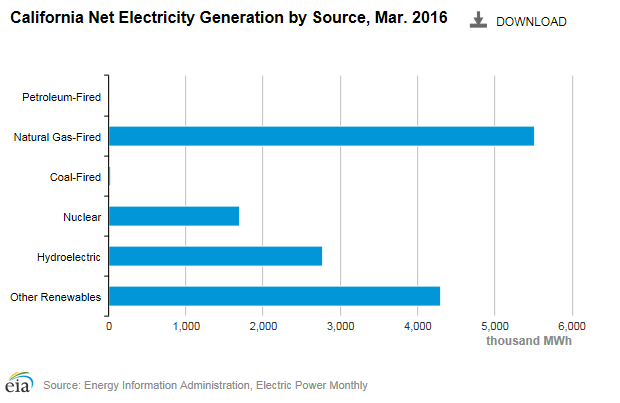 California Net Electricity Generation by Source, Mar. 2016
DOWNLOAD
Petroleum-Fired
Natural Gas-Fired
Coal-Fired
Nuclear
Hydroelectric
Other Renewables
0 1,000 2,000 3,000 4,000 5,000 6,000
thousand MWh
eia
Source: Energy Information Administration, Electric Power Monthly